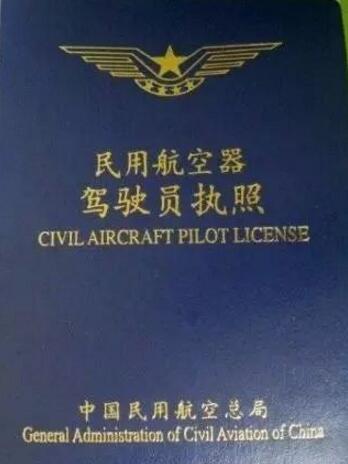 民用航空器
驾驶员执照
CIVIL AIRCRAFT PILOT LICENSE
中国民用航空总局
General Administration of Civil Aviation of China